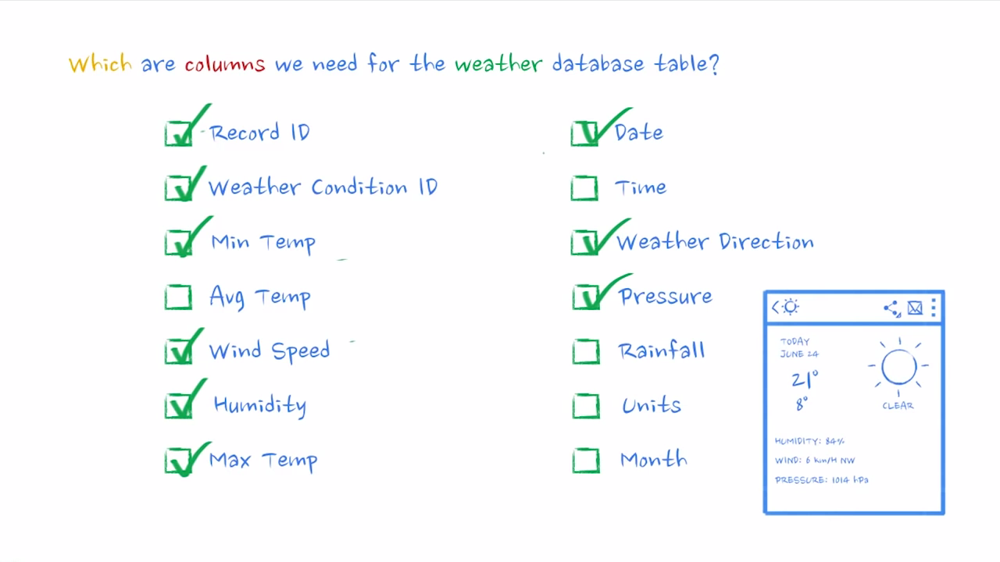 Which are columns we need for the weather database table?
Record ID
Weather Condition ID
Min Temp
Avg Temp
Wind Speed
Humidity
Max Temp
Date
Time
Weather Direction
Pressure
Rainfall
Units
Month
TODAY
JUNE 24
21°
8°
CLEAR
HUMIDITY: 84%
WIND: 6 km/H NW
PRESSURE: 1014 hPa